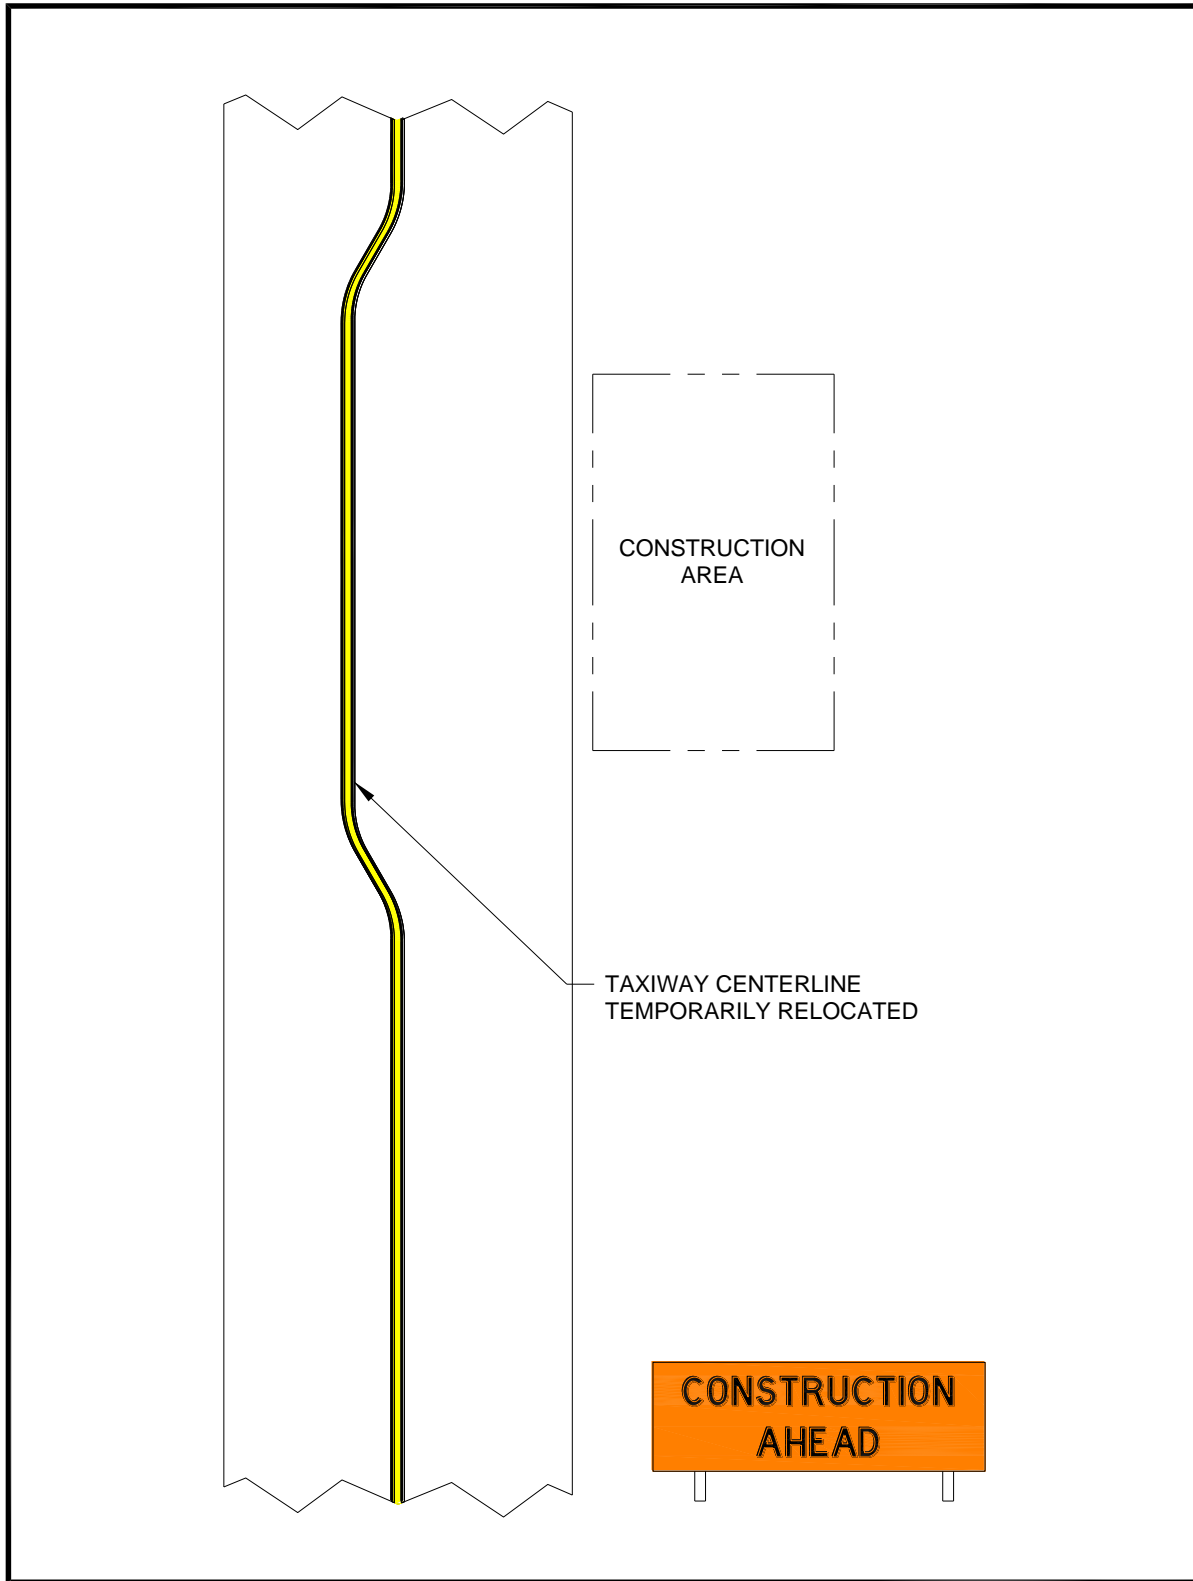 CONSTRUCTION
AREA
TAXIWAY CENTERLINE
TEMPORARILY RELOCATED
CONSTRUCTION
AHEAD